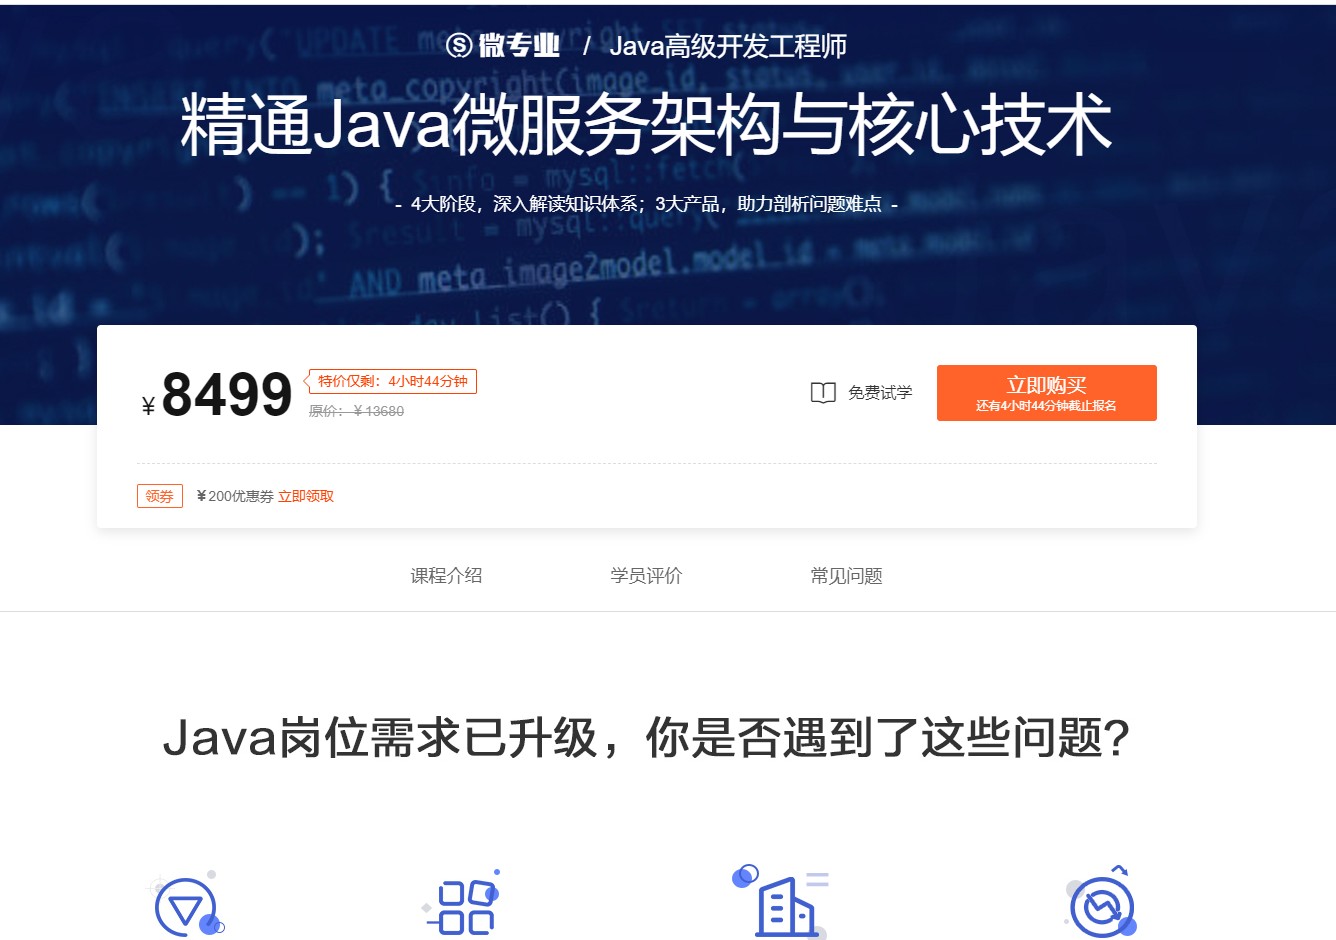 微专业 / Java高级开发工程师
精通Java微服务架构与核心技术
- 4大阶段，深入解读知识体系；3大产品，助力剖析问题难点 -
¥8499
特价仅剩：4小时44分钟
原价：¥13680
免费试学
立即购买
还有4小时44分钟截止报名
领券 ¥200优惠券 立即领取
课程介绍 学员评价 常见问题
Java岗位需求已升级，你是否遇到了这些问题?